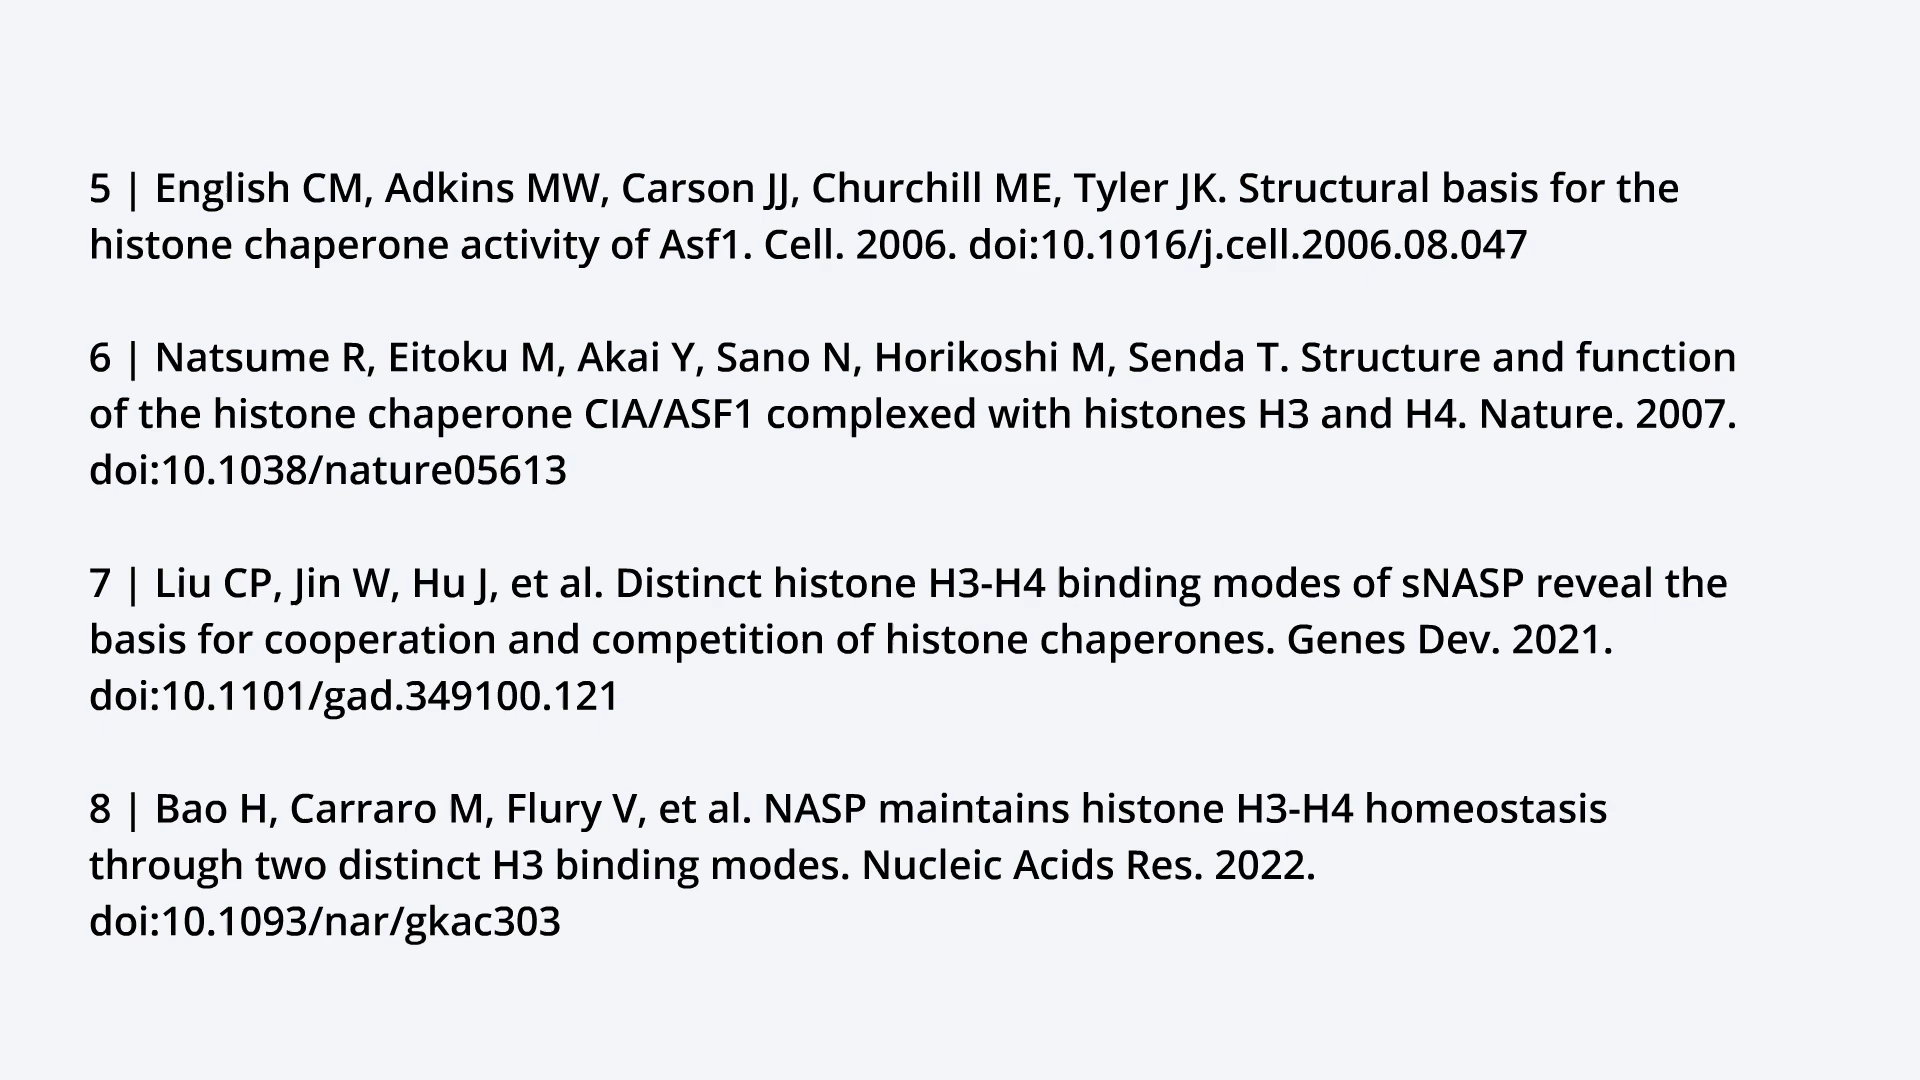 5 | English CM, Adkins MW, Carson JJ, Churchill ME, Tyler JK. Structural basis for the
histone chaperone activity of Asf1. Cell. 2006. doi:10.1016/j.cell.2006.08.047
6 | Natsume R, Eitoku M, Akai Y, Sano N, Horikoshi M, Senda T. Structure and function
of the histone chaperone CIA/ASF1 complexed with histones H3 and H4. Nature. 2007.
doi:10.1038/nature05613
7 | Liu CP, Jin W, Hu J, et al. Distinct histone H3-H4 binding modes of sNASP reveal the
basis for cooperation and competition of histone chaperones. Genes Dev. 2021.
doi:10.1101/gad.349100.121
8 | Bao H, Carraro M, Flury V, et al. NASP maintains histone H3-H4 homeostasis
through two distinct H3 binding modes. Nucleic Acids Res. 2022.
doi:10.1093/nar/gkac303